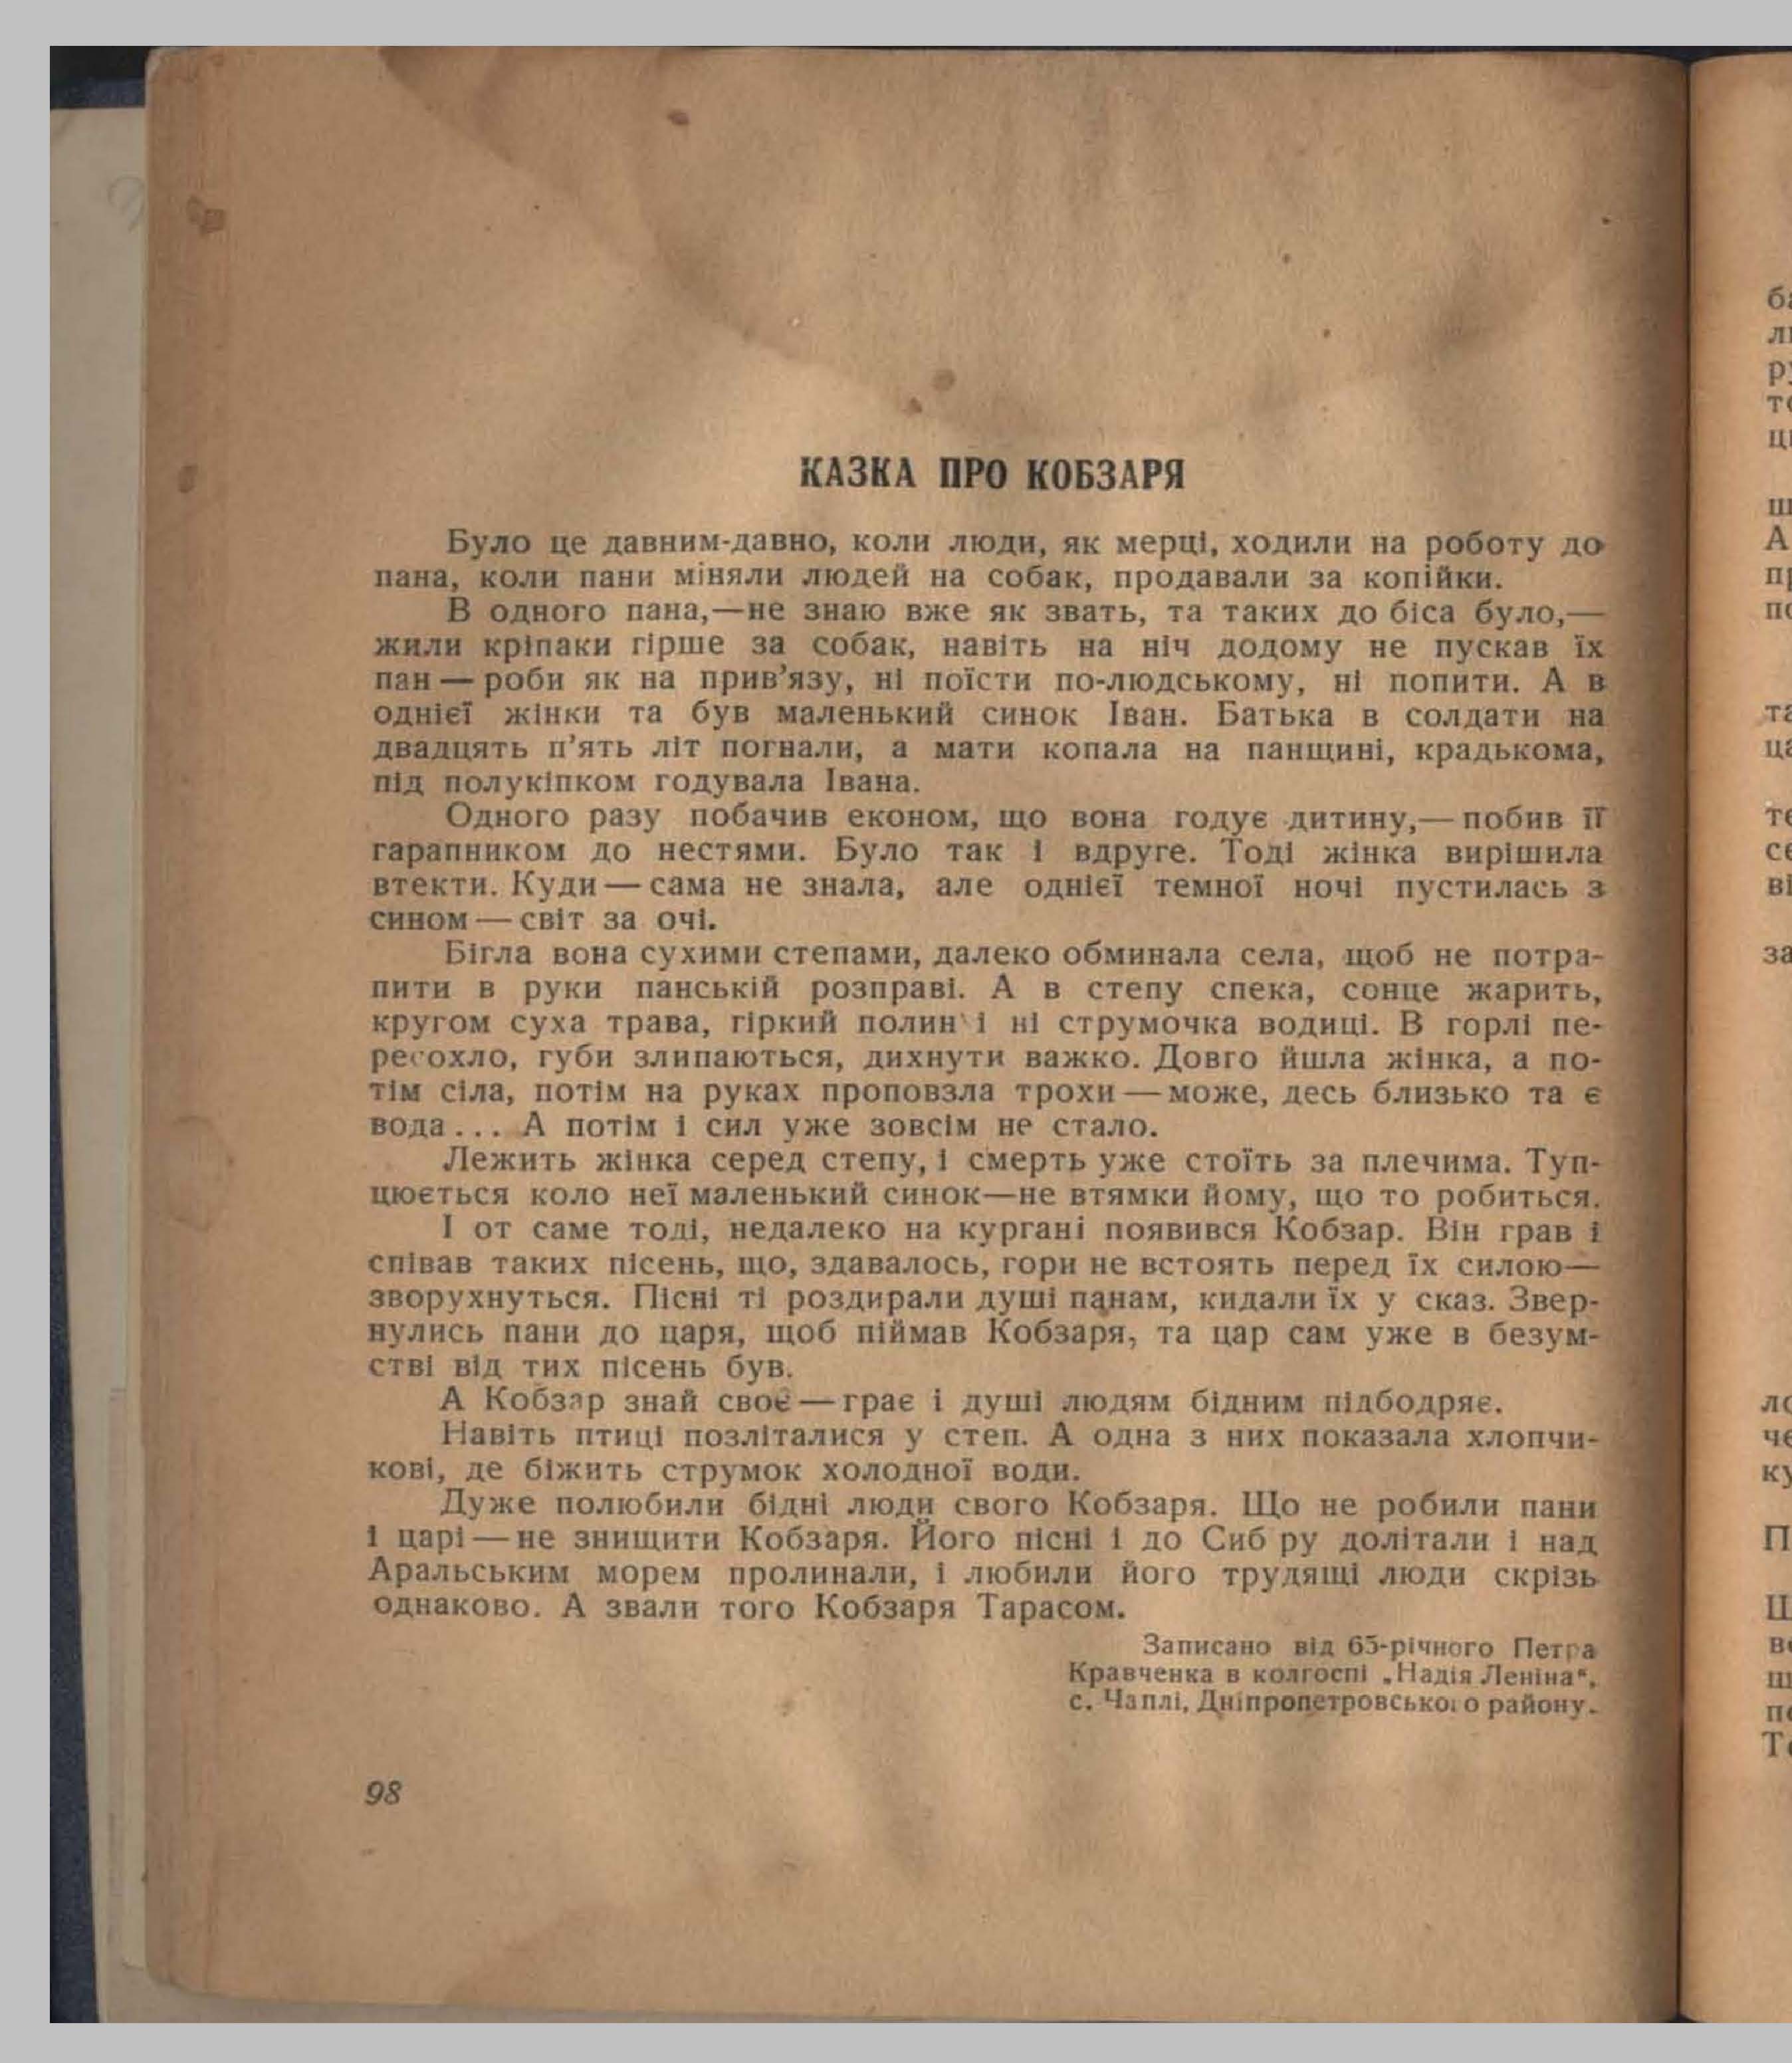 КАЗКА ПРО КОБЗАРЯ
Було це давним-давно, коли люди, як мерці, ходили на роботу до
пана, коли пани міняли людей на собак, продавали за копійки.
В одного пана,—не знаю вже як звать, та таких до біса було,—
жили кріпаки гірше за собак, навіть на ніч додому не пускав їх
пан — роби як на прив’язу, ні поїсти по-людському, ні попити. А в
однієї жінки та був маленький синок Іван. Батька в солдати на
двадцять п’ять літ погнали, а мати копала на панщині, крадькома,
під полукіпком годувала Івана.
Одного разу побачив економ, що вона годує дитину,— побив її
гарапником до нестями. Було так і вдруге. Тоді жінка вирішила
втекти. Куди — сама не знала, але однієї темної ночі пустилась з
сином — світ за очі.
Бігла вона сухими степами, далеко обминала села, щоб не потра-
пити в руки панській розправі. А в степу спека, сонце жарить,
кругом суха трава, гіркий полин і ні струмочка водиці. В горлі пе-
ресохло, губи злипаються, дихнути важко. Довго йшла жінка, а по-
тім сіла, потім на руках проповзла трохи — може, десь близько та є
вода... А потім і сил уже зовсім не стало.
Лежить жінка серед степу, і смерть уже стоїть за плечима. Туп-
цюється коло неї маленький синок—не втямки йому, що то робиться.
І от саме тоді, недалеко на кургані появився Кобзар. Він грав і
співав таких пісень, що, здавалось, гори не встоять перед їх силою—
зворухнуться. Пісні ті роздирали душі панам, кидали їх у сказ. Звер-
нулись пани до царя, щоб піймав Кобзаря, та цар сам уже в безум-
стві від тих пісень був.
А Кобзар знай своє — грає і душі людям бідним підбодряє.
Навіть птиці позліталися у степ. А одна з них показала хлопчи-
кові, де біжить струмок холодної води.
Дуже полюбили бідні люди свого Кобзаря. Що не робили пани
і царі — не знищити Кобзаря. Його пісні і до Сиб ру долітали і над
Аральським морем пролинали, і любили його трудящі люди скрізь
однаково. А звали того Кобзаря Тарасом.
Записано від 65-річного Петра
Кравченка в колгоспі „Надія Леніна“,
с. Чаплі, Дніпропетровського району.
98